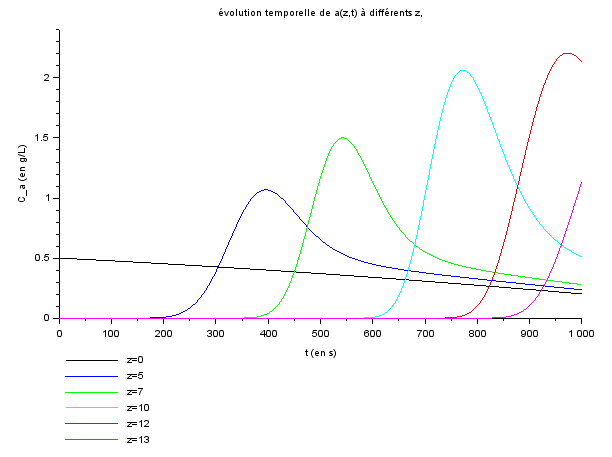 évolution temporelle de a(z,t) à différents z,
C_a (en g/L)
2
1.5
1
0.5
0
0 100 200 300 400 500 600 700 800 900 1 000
t (en s)
z=0
z=5
z=7
z=10
z=12
z=13